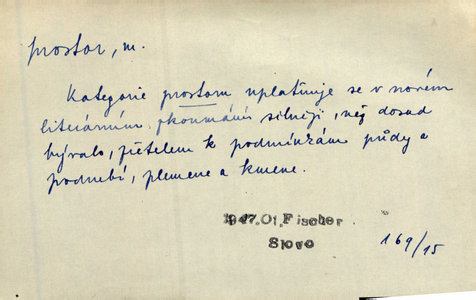 prostor, m.
Kategorie prostoru uplatňuje se v novém
literárním zkoumání silněji, než dosud
bývalo, zřetelem k podmínkám půdy a
podnebí, plemene a kmene.
1947.Ot.Fischer
Slovo
169/15